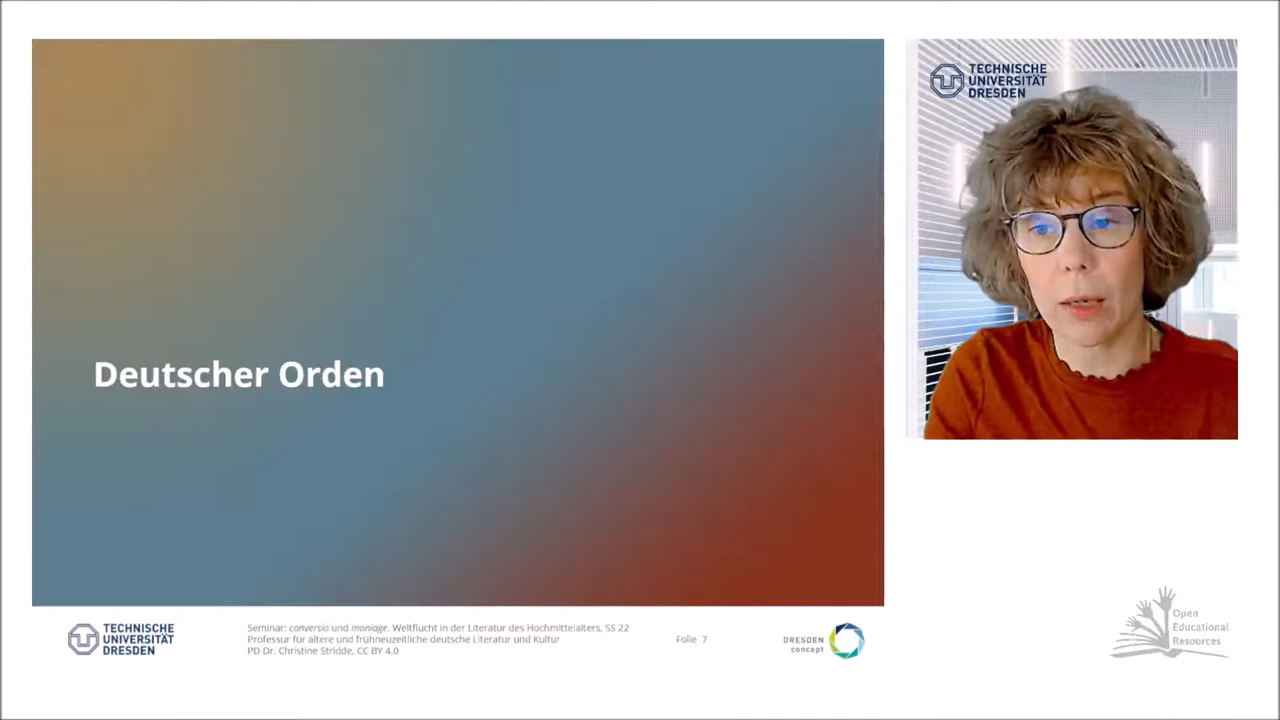 Deutscher Orden
TECHNISCHE
UNIVERSITÄT
DRESDEN
TECHNISCHE
UNIVERSITÄT
DRESDEN
Seminar: conversio und moniage. Weltflucht in der Literatur des Hochmittelalters, SS 22
Professur für ältere und frühneuzeitliche deutsche Literatur und Kultur
PD Dr. Christine Stridde, CC BY 4.0
Folie 7
DRESDEN
concept
Open
Educational
Resources